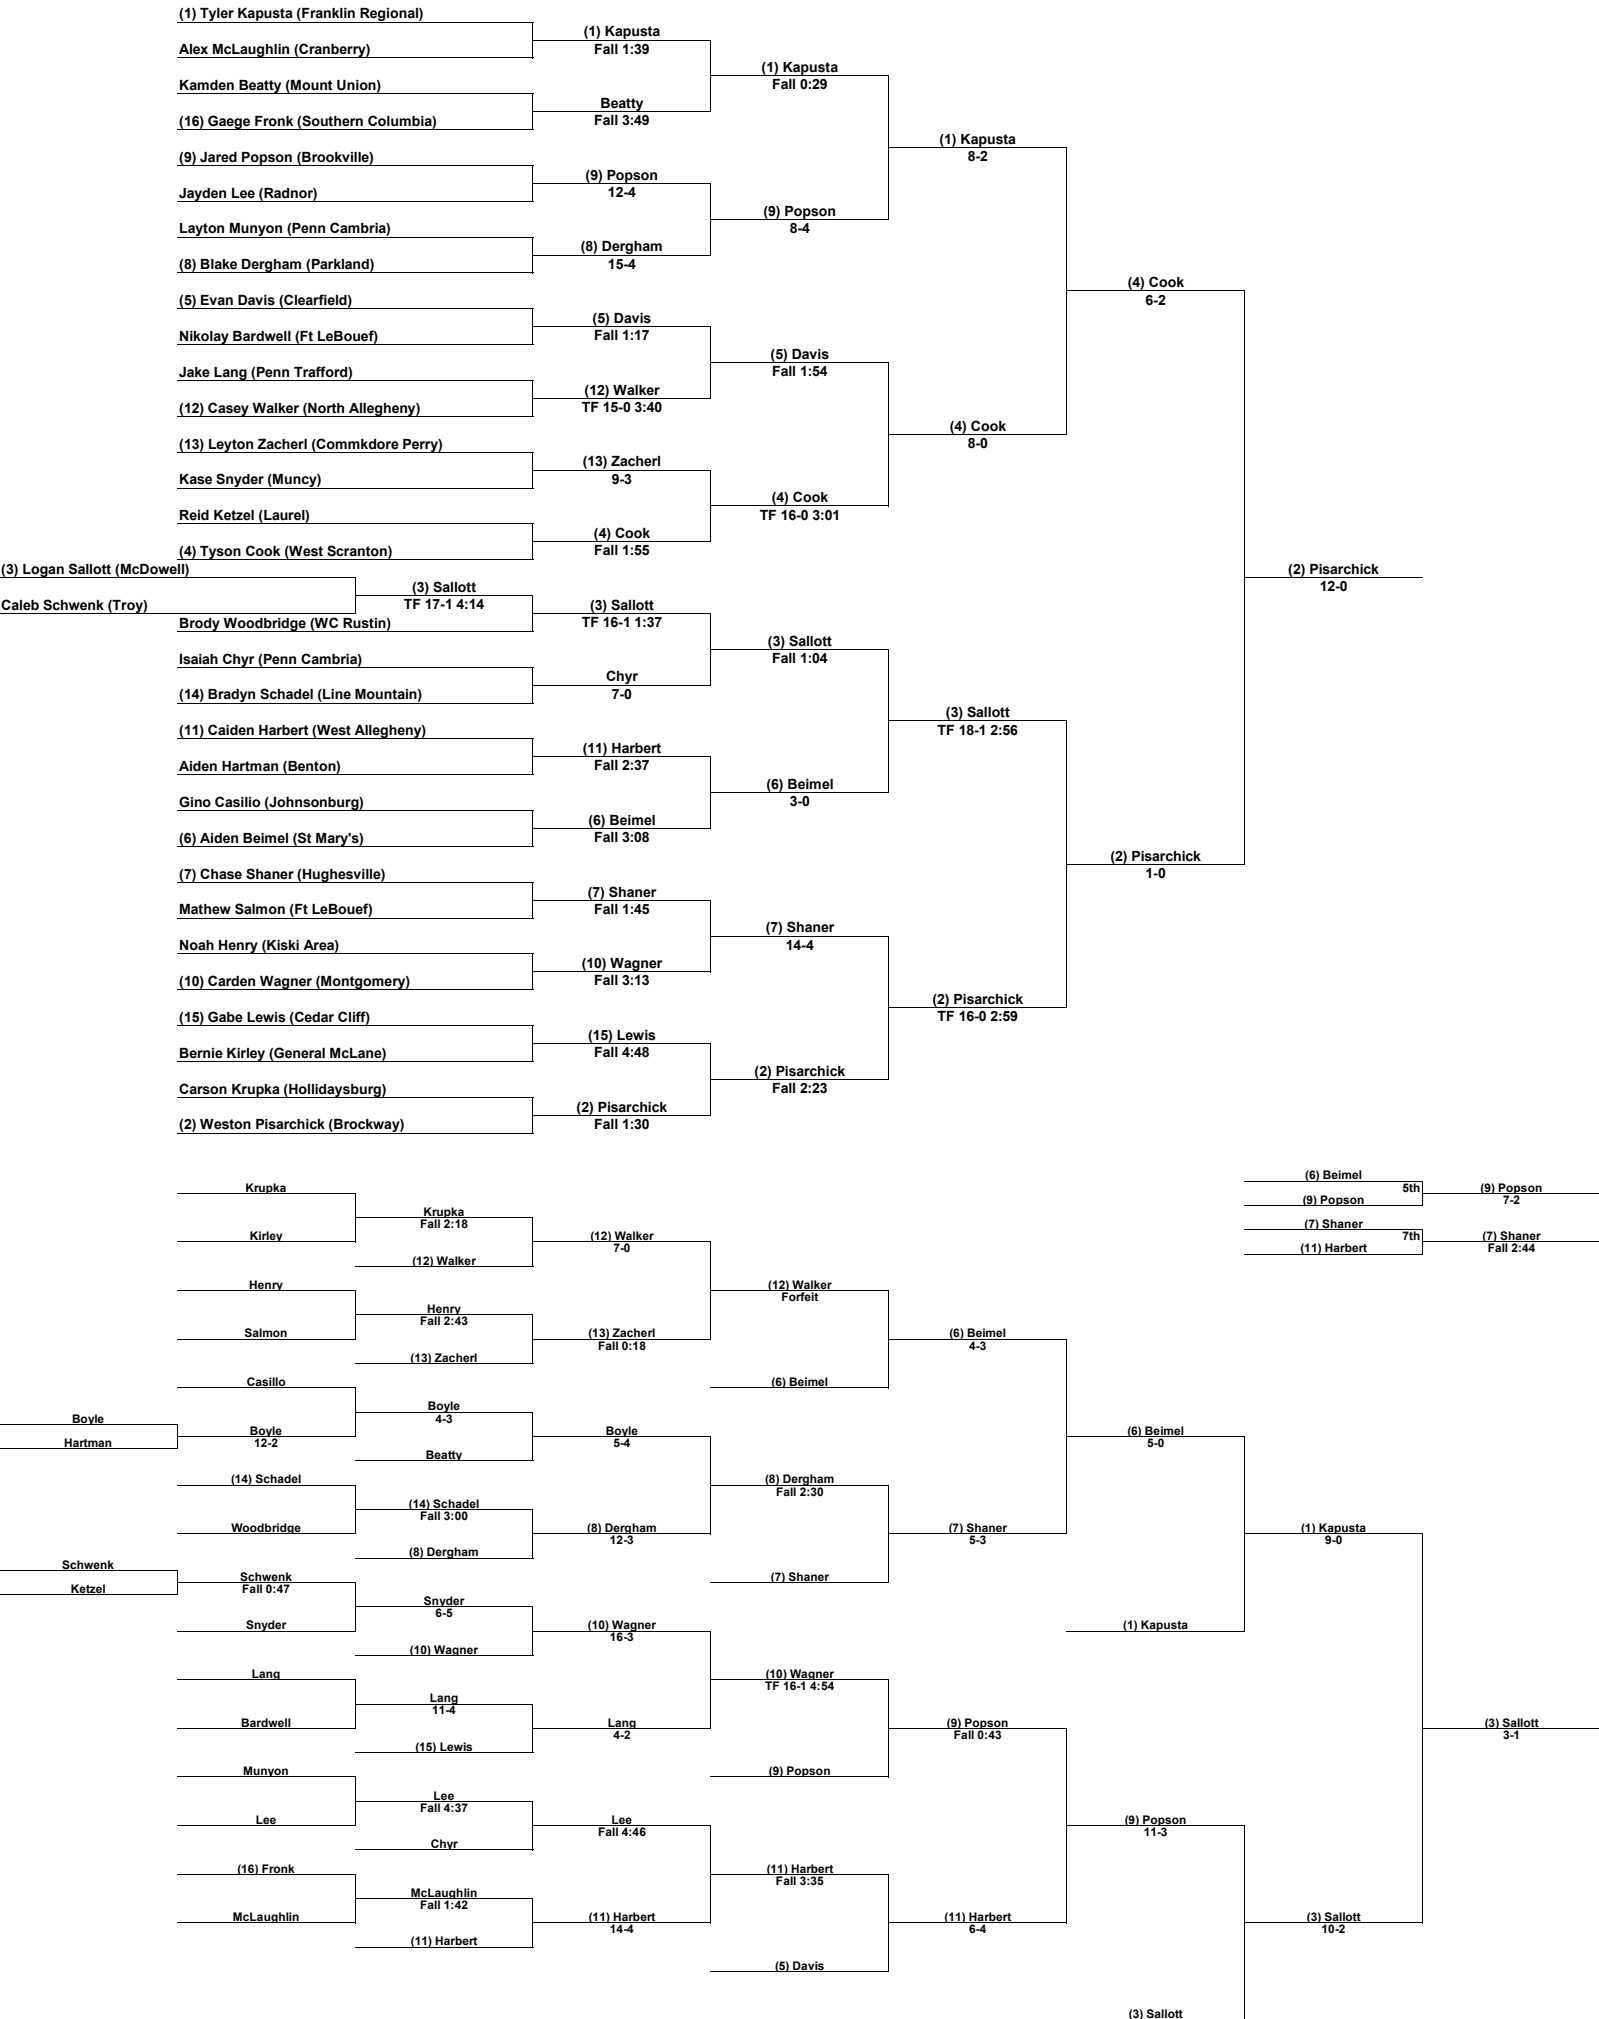 (1) Tyler Kapusta (Franklin Regional)
Alex McLaughlin (Cranberry)
Kamden Beatty (Mount Union)
(16) Gaege Fronk (Southern Columbia)
(9) Jared Popson (Brookville)
Jayden Lee (Radnor)
Layton Munyon (Penn Cambria)
(8) Blake Dergham (Parkland)
(5) Evan Davis (Clearfield)
Nikolay Bardwell (Ft LeBouef)
Jake Lang (Penn Trafford)
(12) Casey Walker (North Allegheny)
(13) Leyton Zacherl (Commkdore Perry)
Kase Snyder (Muncy)
Reid Ketzel (Laurel)
(4) Tyson Cook (West Scranton)
(3) Logan Sallott (McDowell)
Caleb Schwenk (Troy)
(3) Sallott
TF 17-1 4:14
Brody Woodbridge (WC Rustin)
Isaiah Chyr (Penn Cambria)
(14) Bradyn Schadel (Line Mountain)
(11) Caiden Harbert (West Allegheny)
Aiden Hartman (Benton)
Gino Casilio (Johnsonburg)
(6) Aiden Beimel (St Mary's)
(7) Chase Shaner (Hughesville)
Mathew Salmon (Ft LeBouef)
Noah Henry (Kiski Area)
(10) Carden Wagner (Montgomery)
(15) Gabe Lewis (Cedar Cliff)
Bernie Kirley (General McLane)
Carson Krupka (Hollidaysburg)
(2) Weston Pisarchick (Brockway)
(1) Kapusta
Fall 1:39
Beatty
Fall 3:49
(9) Popson
12-4
(8) Dergham
15-4
(5) Davis
Fall 1:17
(12) Walker
TF 15-0 3:40
(13) Zacherl
9-3
(4) Cook
Fall 1:55
(3) Sallott
TF 16-1 1:37
Chyr
7-0
(11) Harbert
Fall 2:37
(6) Beimel
Fall 3:08
(7) Shaner
Fall 1:45
(10) Wagner
Fall 3:13
(15) Lewis
Fall 4:48
(2) Pisarchick
Fall 1:30
(1) Kapusta
Fall 0:29
(9) Popson
8-4
(5) Davis
Fall 1:54
(4) Cook
TF 16-0 3:01
(3) Sallott
Fall 1:04
(6) Beimel
3-0
(7) Shaner
14-4
(2) Pisarchick
Fall 2:23
(1) Kapusta
8-2
(4) Cook
8-0
(3) Sallott
TF 18-1 2:56
(2) Pisarchick
TF 16-0 2:59
(4) Cook
6-2
(2) Pisarchick
1-0
(2) Pisarchick
12-0
(6) Beimel
5th
(9) Popson
(9) Popson
7-2
(7) Shaner
7th
(11) Harbert
(7) Shaner
Fall 2:44
Boyle
Hartman
Schwenk
Ketzel
Krupka
Kirley
Henry
Salmon
Casillo
Boyle
12-2
(14) Schadel
Woodbridge
Schwenk
Fall 0:47
Snyder
Lang
Bardwell
Munyon
Lee
(16) Fronk
McLaughlin
Krupka
Fall 2:18
(12) Walker
Henry
Fall 2:43
(13) Zacherl
Boyle
4-3
Beatty
(14) Schadel
Fall 3:00
(8) Dergham
Snyder
6-5
(10) Wagner
Lang
11-4
(15) Lewis
Lee
Fall 4:37
Chyr
McLaughlin
Fall 1:42
(11) Harbert
(12) Walker
7-0
(13) Zacherl
Fall 0:18
Boyle
5-4
(8) Dergham
12-3
(10) Wagner
16-3
Lang
4-2
Lee
Fall 4:46
(11) Harbert
14-4
(12) Walker
Forfeit
(6) Beimel
(8) Dergham
Fall 2:30
(7) Shaner
(10) Wagner
TF 16-1 4:54
(9) Popson
(11) Harbert
Fall 3:35
(5) Davis
(6) Beimel
4-3
(7) Shaner
5-3
(9) Popson
Fall 0:43
(11) Harbert
6-4
(6) Beimel
5-0
(1) Kapusta
(9) Popson
11-3
(3) Sallott
(1) Kapusta
9-0
(3) Sallott
10-2
(3) Sallott
3-1